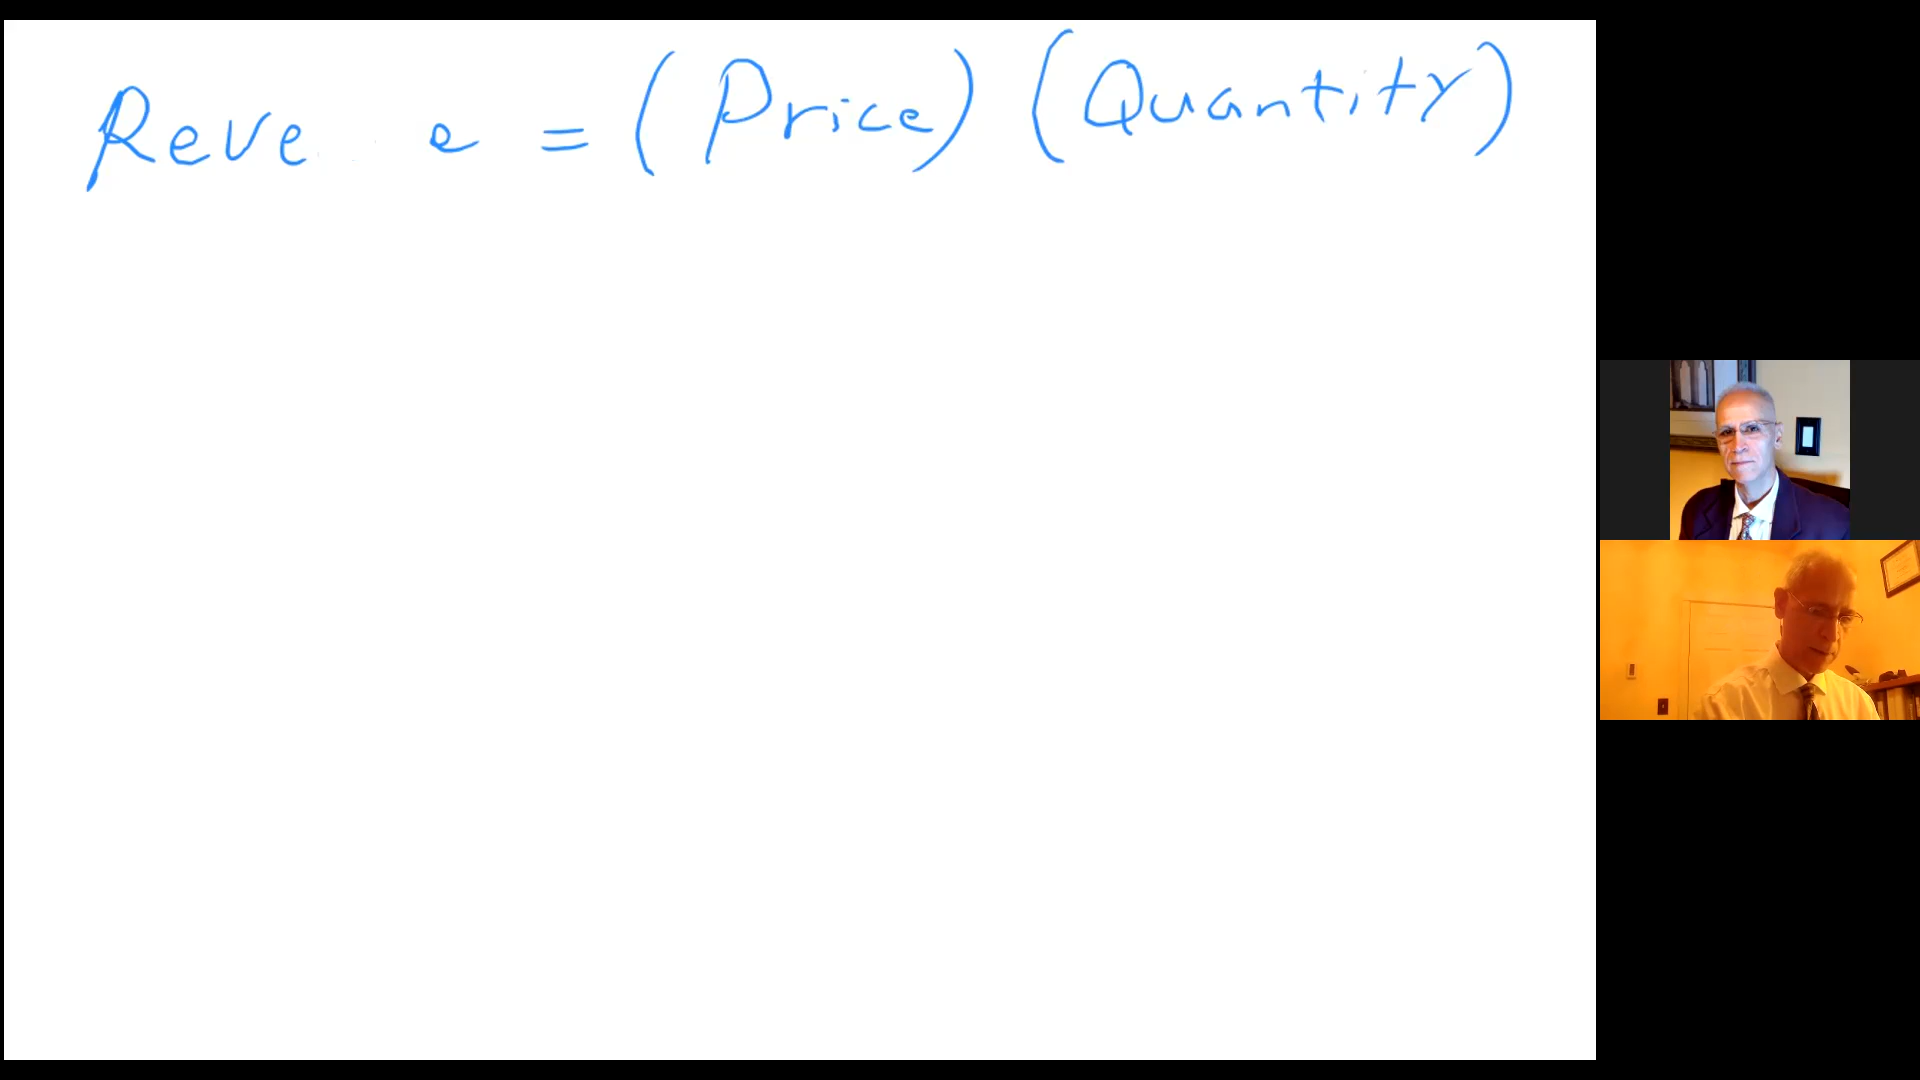 Reve e = (Price) (Quantity)